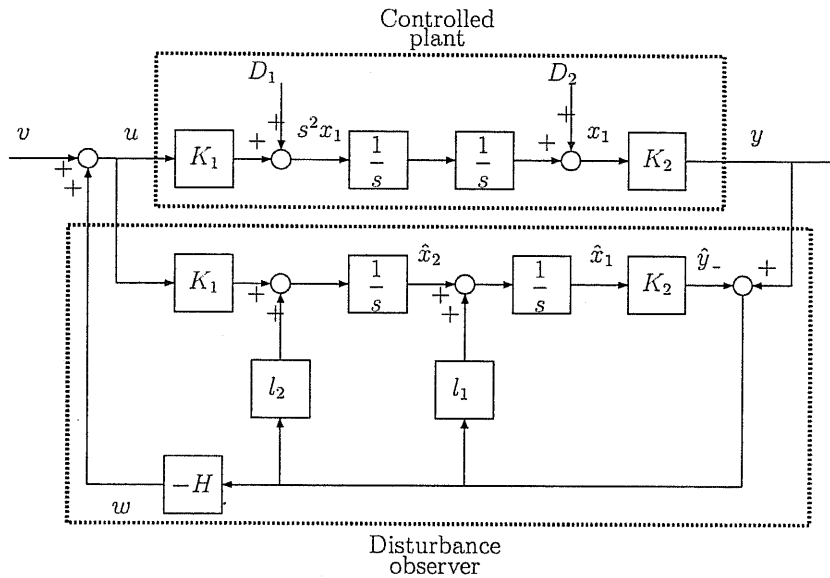 Controlled
plant
D₁
D₂
v
u
K₁
+
+
s²x₁
1/s
1/s
+
+
x₁
K₂
y
+
+
K₁
+
+
1/s
x̂₂
+
+
1/s
x̂₁
K₂
ŷ
-
+
l₂
l₁
-H
w
Disturbance
observer